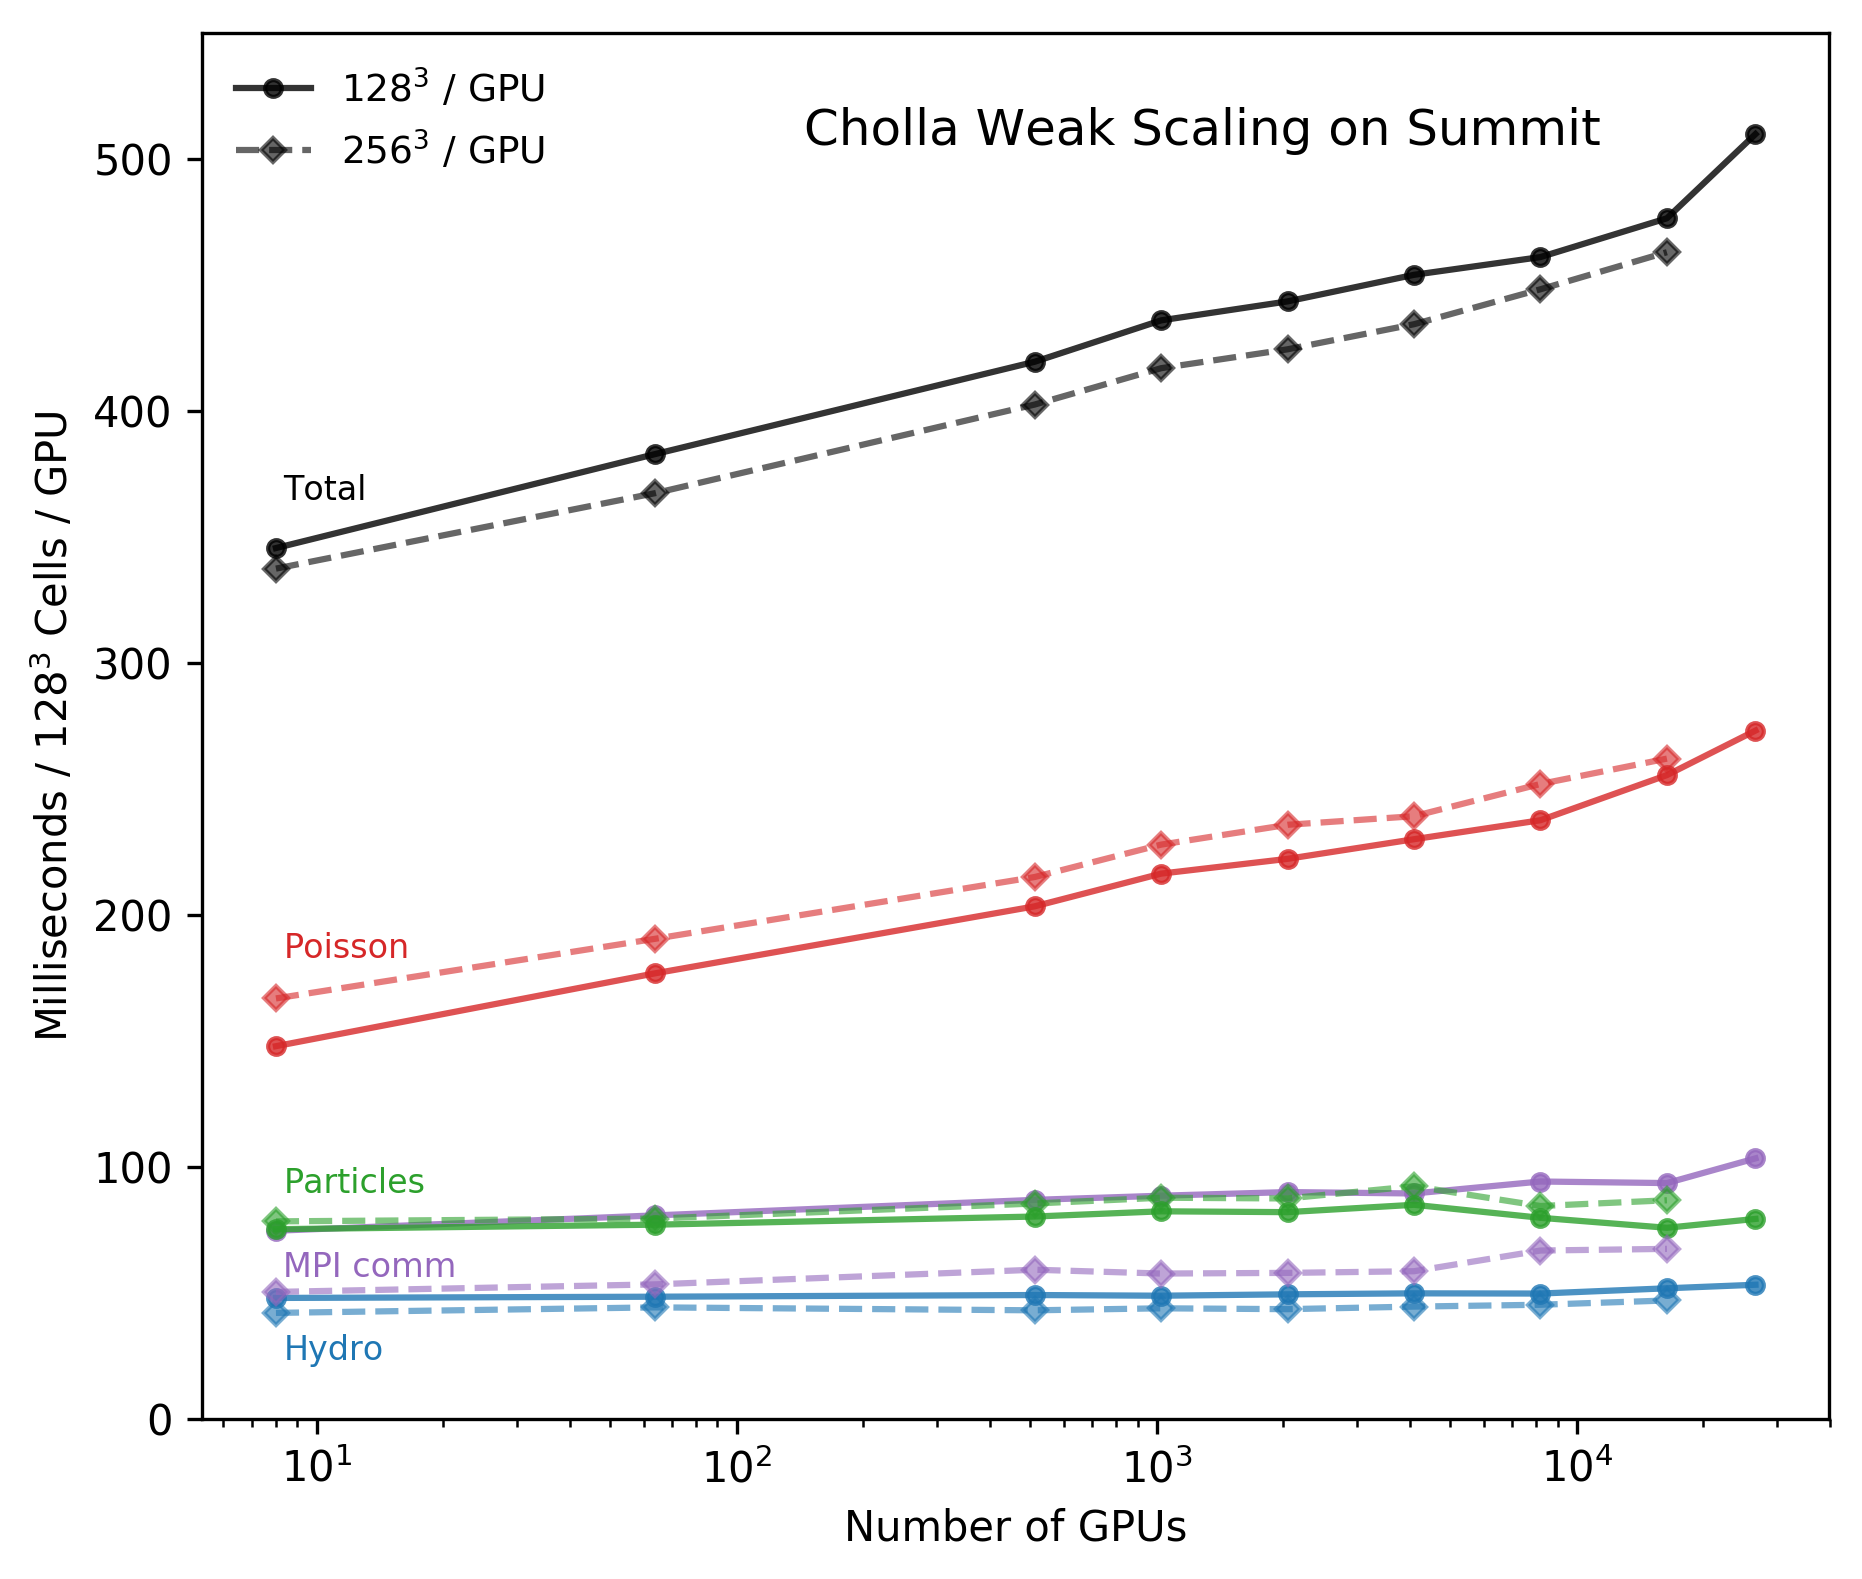 128³ / GPU
256³ / GPU
Cholla Weak Scaling on Summit
Milliseconds / 128³ Cells / GPU
500
400
300
200
100
0
Total
Poisson
Particles
MPI comm
Hydro
10¹ 10² 10³ 10⁴
Number of GPUs